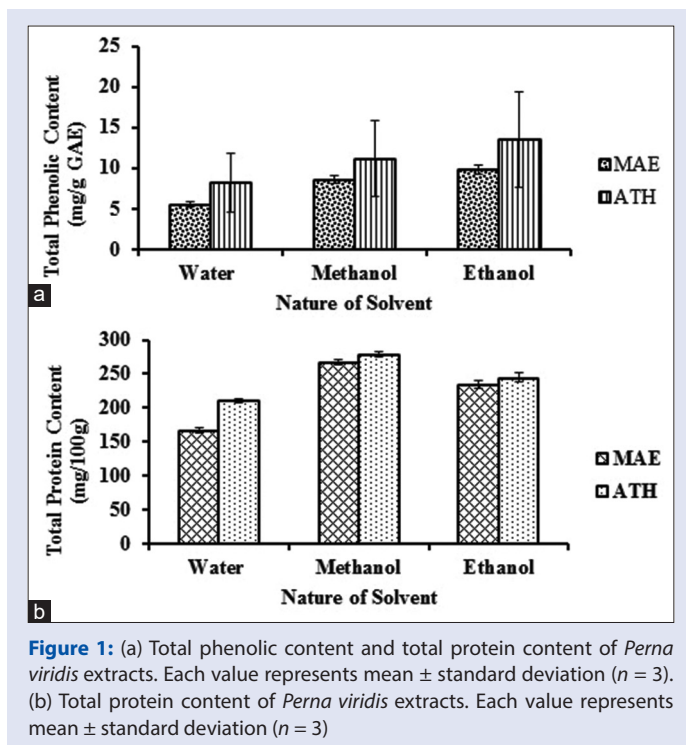 25
20
15
10
5
0
Total Phenolic Content
(mg/g GAE)
MAE
ATH
Water Methanol Ethanol
Nature of Solvent
a
300
250
200
150
100
50
0
Total Protein Content
(mg/100g)
MAE
ATH
Water Methanol Ethanol
Nature of Solvent
b
Figure 1: (a) Total phenolic content and total protein content of Perna
viridis extracts. Each value represents mean ± standard deviation (n = 3).
(b) Total protein content of Perna viridis extracts. Each value represents
mean ± standard deviation (n = 3)